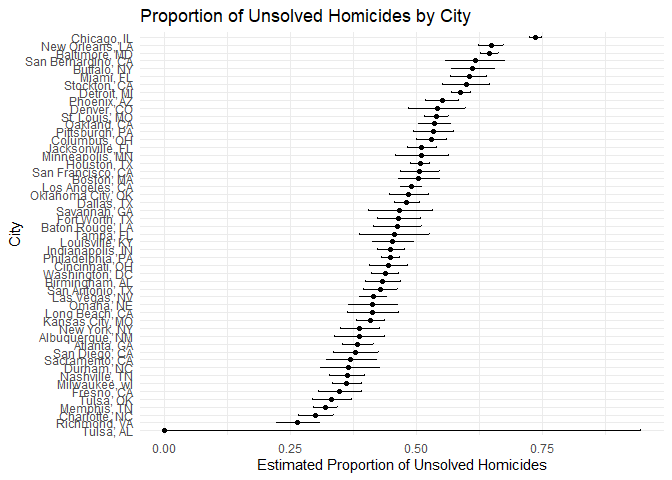 Proportion of Unsolved Homicides by City
Chicago, IL
New Orleans, LA
Baltimore, MD
San Bernardino, CA
Buffalo, NY
Miami, FL
Stockton, CA
Detroit, MI
Phoenix, AZ
Denver, CO
St. Louis, MO
Oakland, CA
Pittsburgh, PA
Columbus, OH
Jacksonville, FL
Minneapolis, MN
Houston, TX
San Francisco, CA
Boston, MA
Los Angeles, CA
Oklahoma City, OK
Dallas, TX
Savannah, GA
Fort Worth, TX
Baton Rouge, LA
Tampa, FL
Louisville, KY
Indianapolis, IN
Philadelphia, PA
Cincinnati, OH
Washington, DC
Birmingham, AL
San Antonio, TX
Las Vegas, NV
Omaha, NE
Long Beach, CA
Kansas City, MO
New York, NY
Albuquerque, NM
Atlanta, GA
San Diego, CA
Sacramento, CA
Durham, NC
Nashville, TN
Milwaukee, wI
Fresno, CA
Tulsa, OK
Memphis, TN
Charlotte, NC
Richmond, VA
Tulsa, AL
City
0.00 0.25 0.50 0.75
Estimated Proportion of Unsolved Homicides